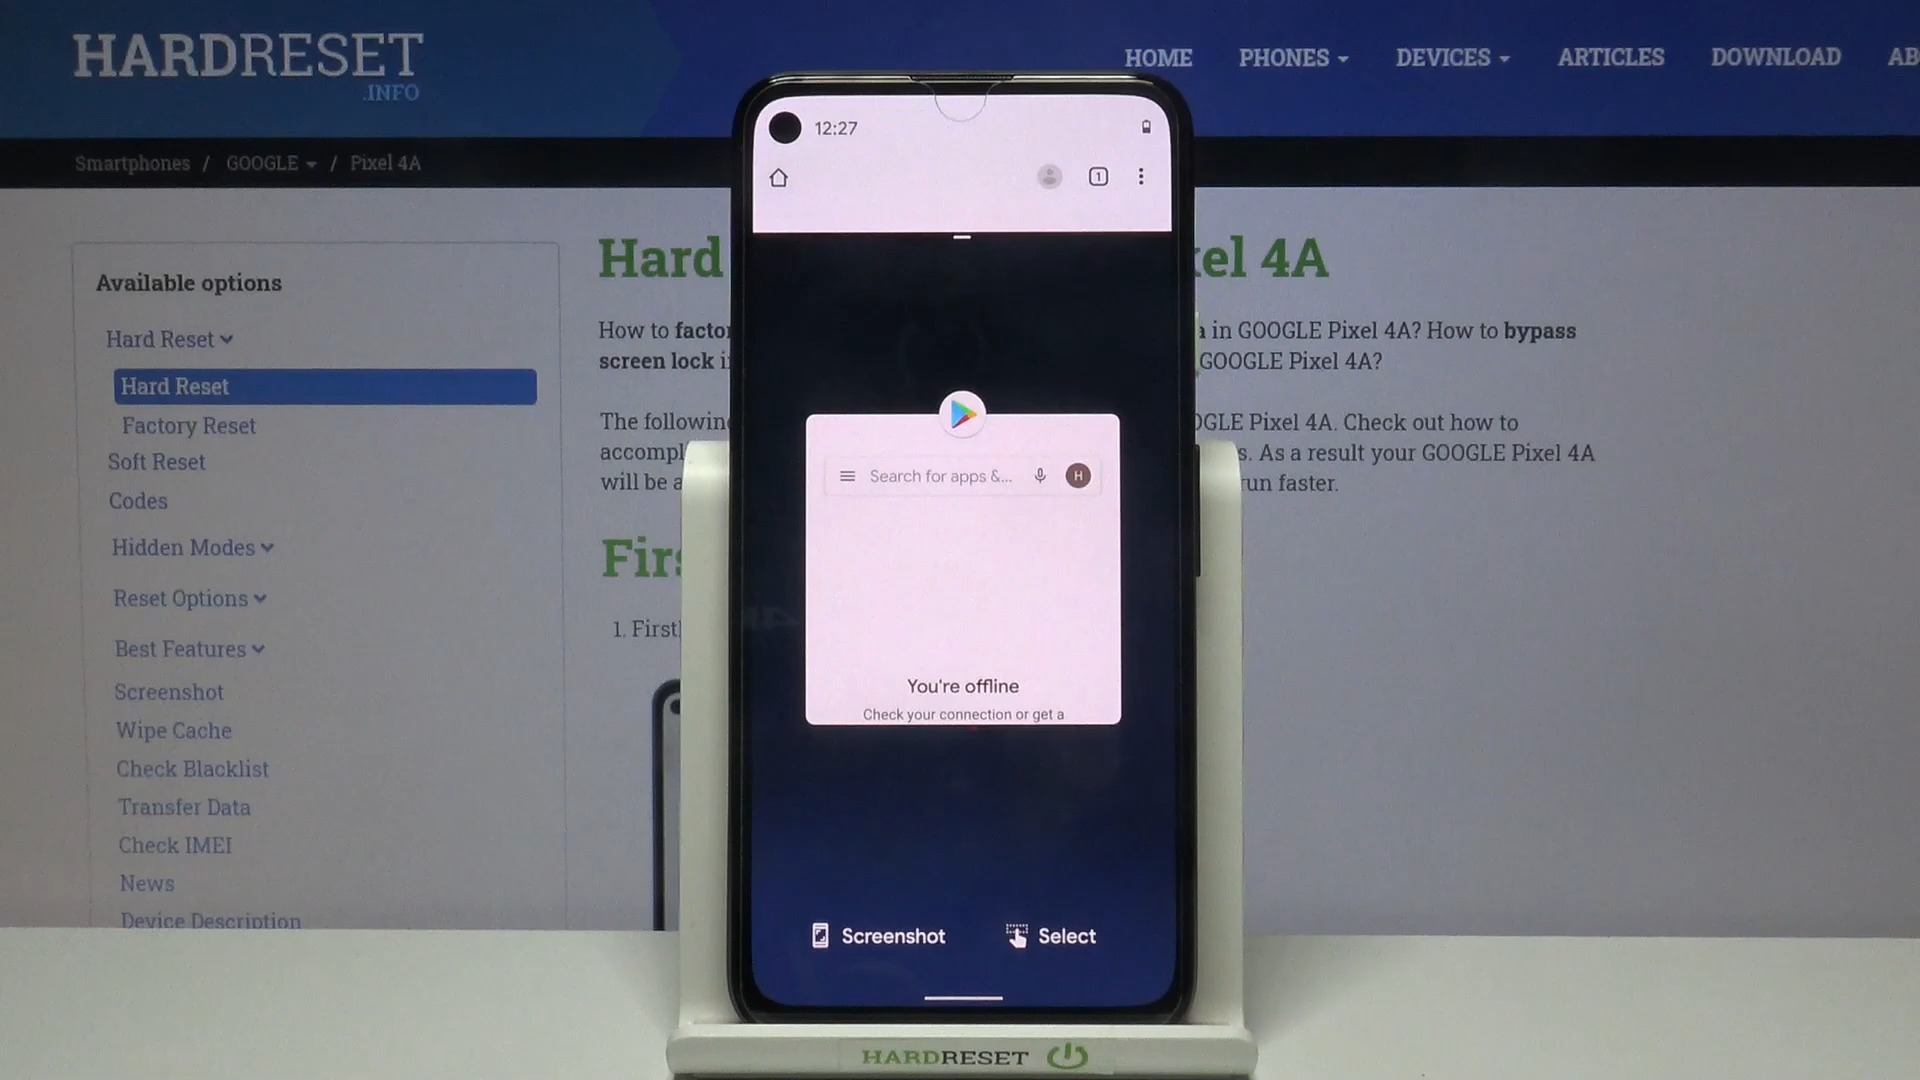 HARDRESET
.INFO
HOME PHONES DEVICES ARTICLES DOWNLOAD AB
Smartphones / GOOGLE / Pixel 4A
Available options
Hard Reset
Hard Reset
Factory Reset
Soft Reset
Codes
Hidden Modes
Reset Options
Best Features
Screenshot
Wipe Cache
Check Blacklist
Transfer Data
Check IMEI
News
Device Description
Hard xel 4A
How to factor a in GOOGLE Pixel 4A? How to bypass
screen lock i GOOGLE Pixel 4A?
The following OGLE Pixel 4A. Check out how to
accompl s. As a result your GOOGLE Pixel 4A
will be a run faster.
Firs
1. Firstl
12:27
1
Search for apps &...
H
You're offline
Check your connection or get a
Screenshot Select
HARDRESET